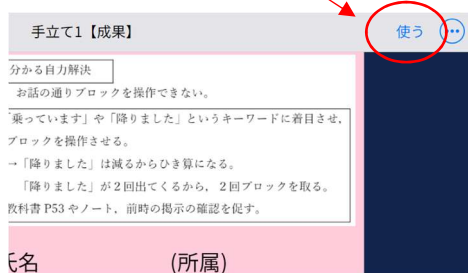 手立て1【成果】
使う
分かる自力解決
お話の通りブロックを操作できない。
「乗っています」や「降りました」というキーワードに着目させ，
ブロックを操作させる。
→「降りました」は減るからひき算になる。
「降りました」が２回出てくるから，２回ブロックを取る。
教科書 P53 やノート，前時の掲示の確認を促す。
氏名 (所属)